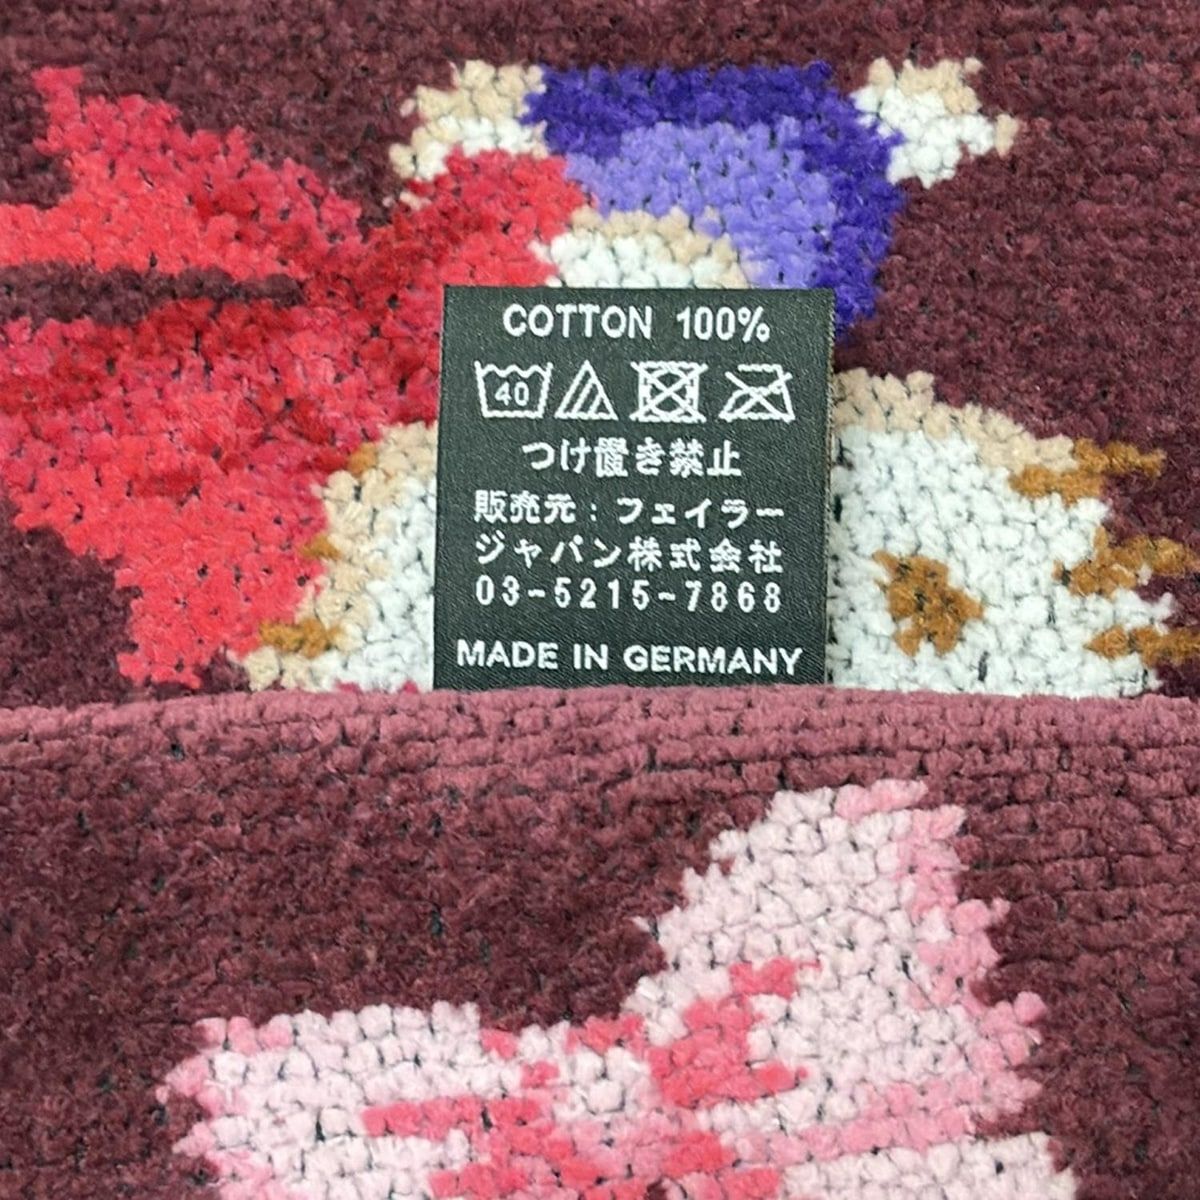 COTTON 100%
40
つけ置き禁止
販売元：フェイラー
ジャパン株式会社
03-5215-7868
MADE IN GERMANY